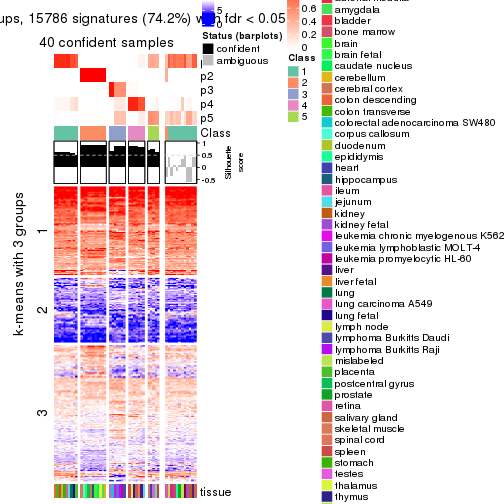 ups, 15786 signatures (74.2%) with fdr < 0.05
40 confident samples
p2
p3
p4
p5
Class
1
0.5
0
-0.5
Silhouette
score
k-means with 3 groups
1
2
3
tissue
5
0
Status (barplots)
confident
ambiguous
0.6
0.4
0.2
0
Class
1
2
3
4
5
amygdala
bladder
bone marrow
brain
brain fetal
caudate nucleus
cerebellum
cerebral cortex
colon descending
colon transverse
colorectal adenocarcinoma SW480
corpus callosum
duodenum
epididymis
heart
hippocampus
ileum
jejunum
kidney
kidney fetal
leukemia chronic myelogenous K562
leukemia lymphoblastic MOLT-4
leukemia promyelocytic HL-60
liver
liver fetal
lung
lung carcinoma A549
lung fetal
lymph node
lymphoma Burkitts Daudi
lymphoma Burkitts Raji
mislabeled
placenta
postcentral gyrus
prostate
retina
salivary gland
skeletal muscle
spinal cord
spleen
stomach
testes
thalamus
thymus